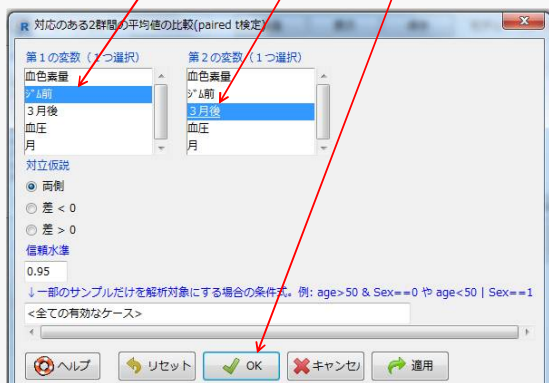 対応のある2群間の平均値の比較(paired t検定)
第1の変数(1つ選択)
血色素量
ジム前
3月後
血圧
月
第2の変数(1つ選択)
血色素量
ジム前
3月後
血圧
月
対立仮説
両側
差 < 0
差 > 0
信頼水準
0.95
↓一部のサンプルだけを解析対象にする場合の条件式。例: age>50 & Sex==0 や age<50 | Sex==1
<全ての有効なケース>
ヘルプ
リセット
OK
キャンセル
適用